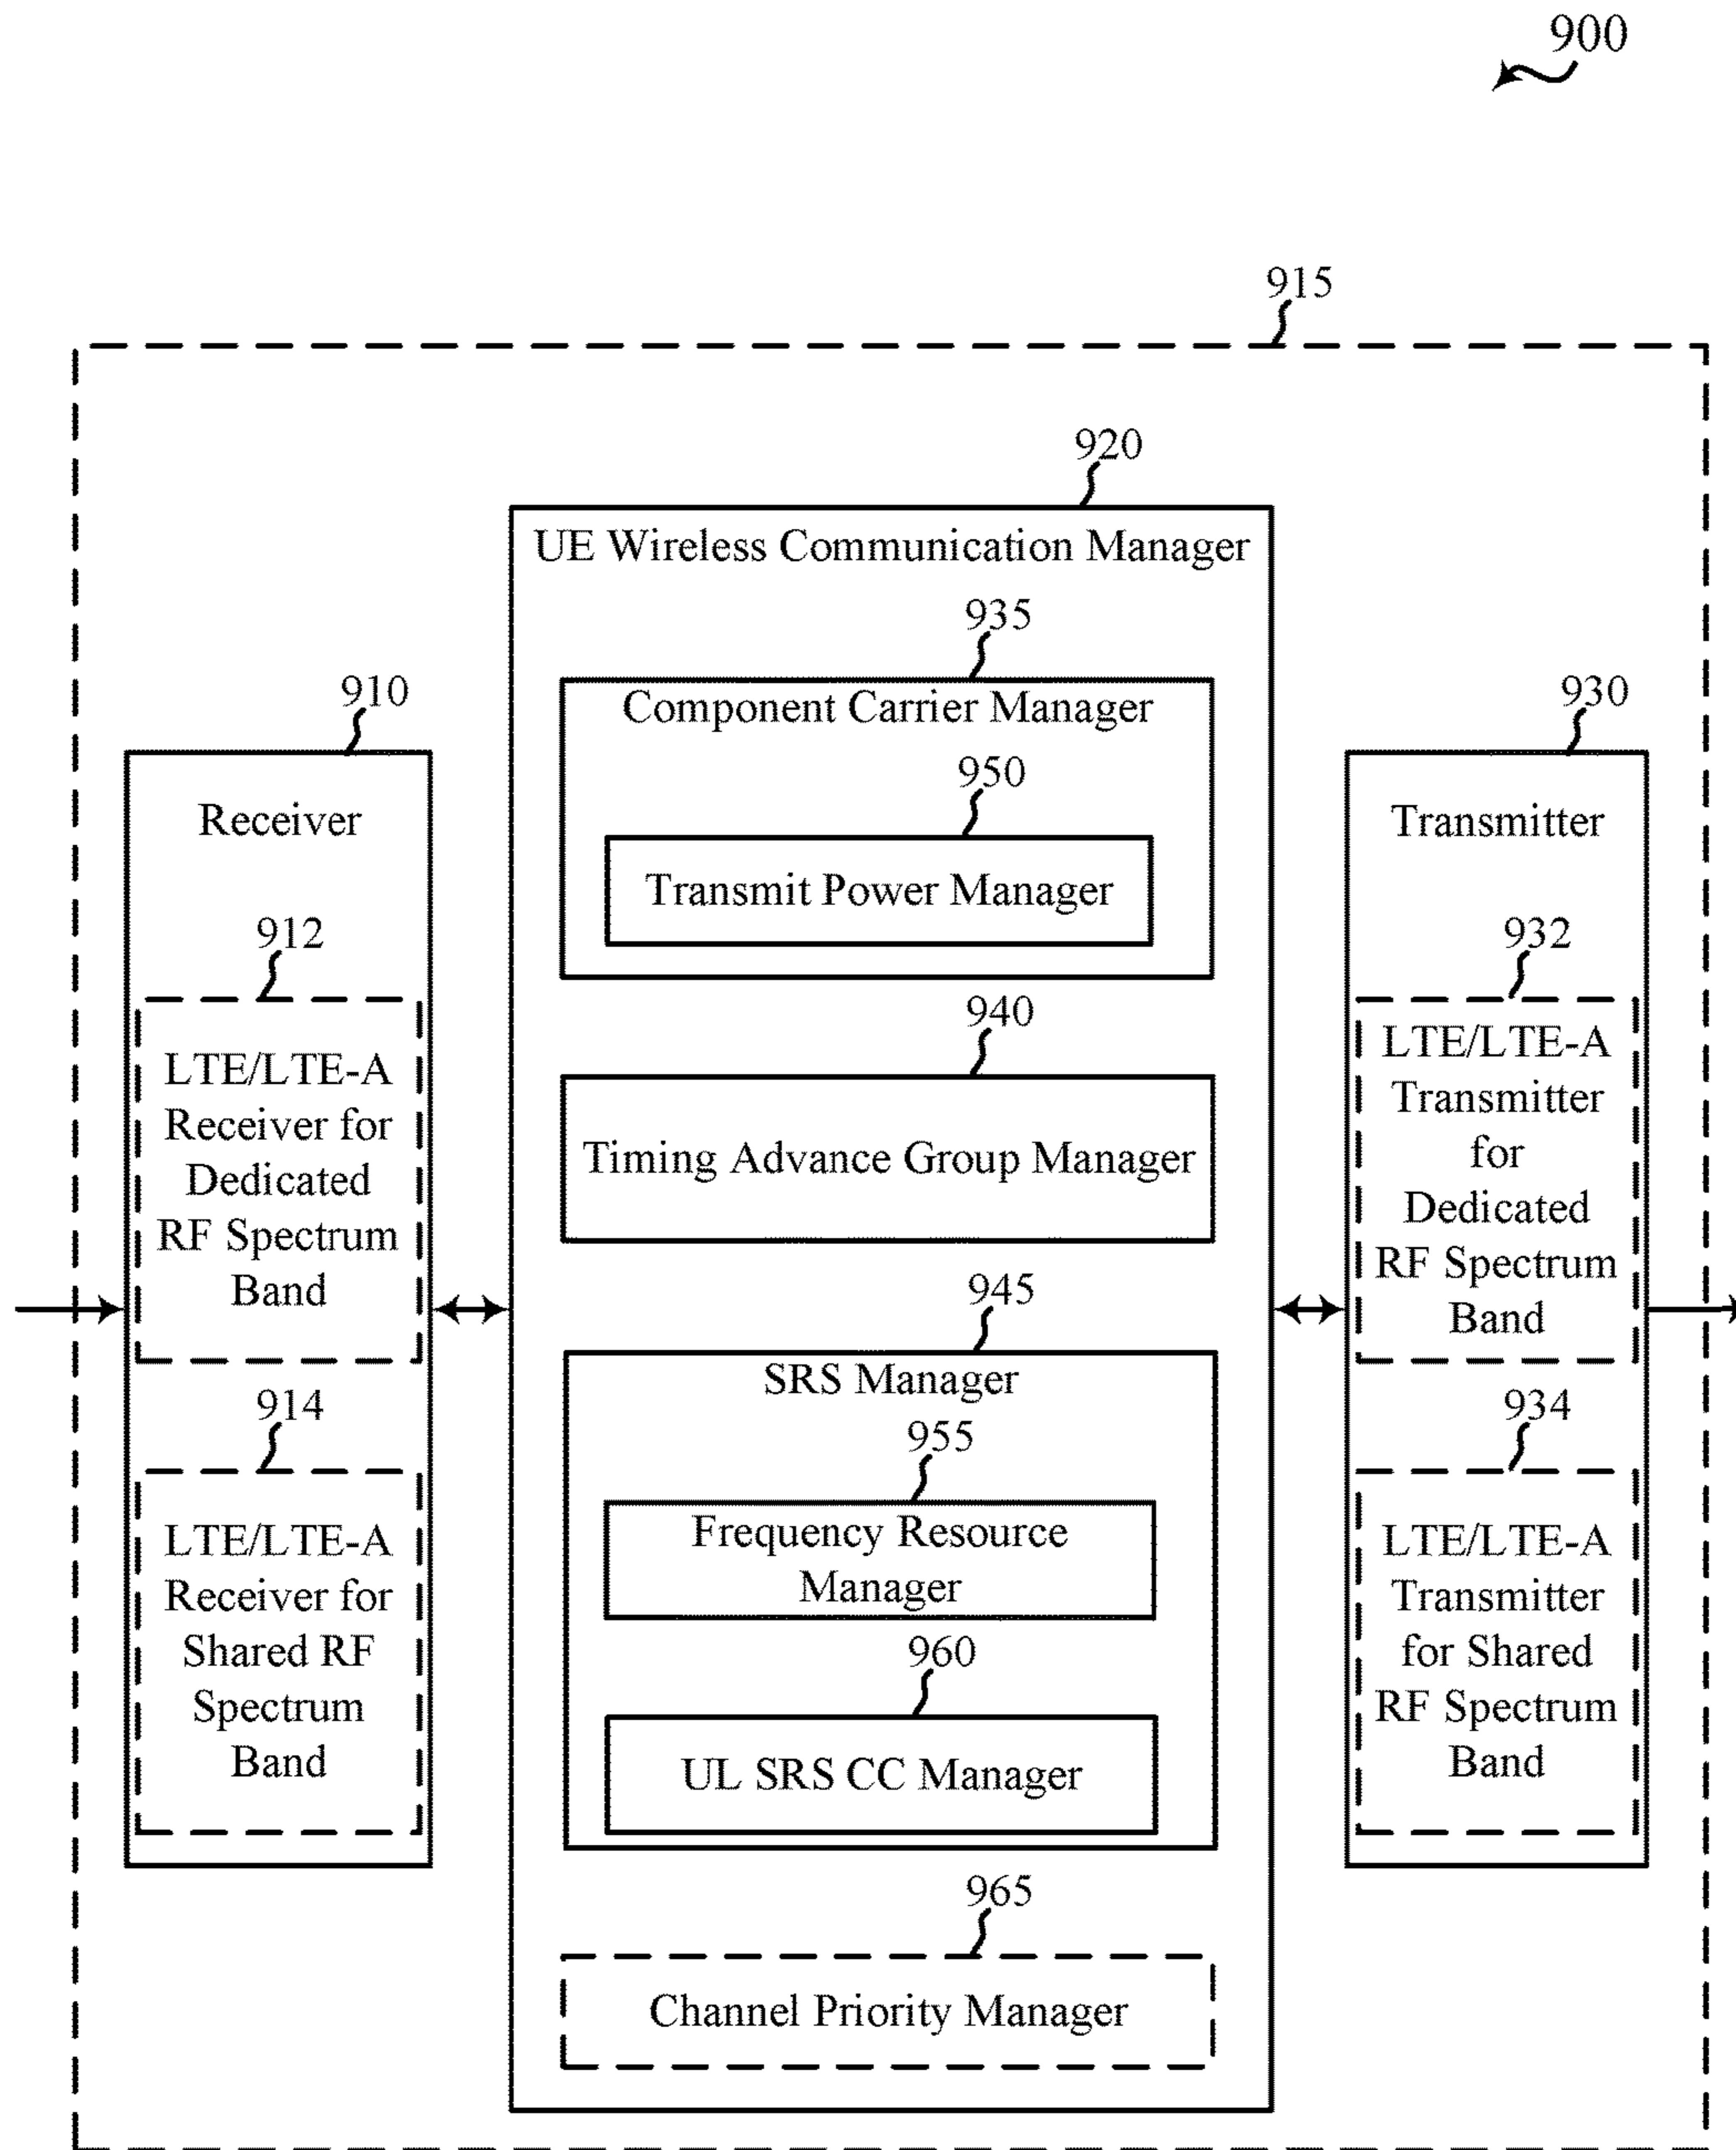 900
915
920
UE Wireless Communication Manager
935
Component Carrier Manager
950
Transmit Power Manager
940
Timing Advance Group Manager
945
SRS Manager
955
Frequency Resource
Manager
960
UL SRS CC Manager
965
Channel Priority Manager
910
Receiver
912
LTE/LTE-A
Receiver for
Dedicated
RF Spectrum
Band
914
LTE/LTE-A
Receiver for
Shared RF
Spectrum
Band
930
Transmitter
932
LTE/LTE-A
Transmitter
for
Dedicated
RF Spectrum
Band
934
LTE/LTE-A
Transmitter
for Shared
RF Spectrum
Band